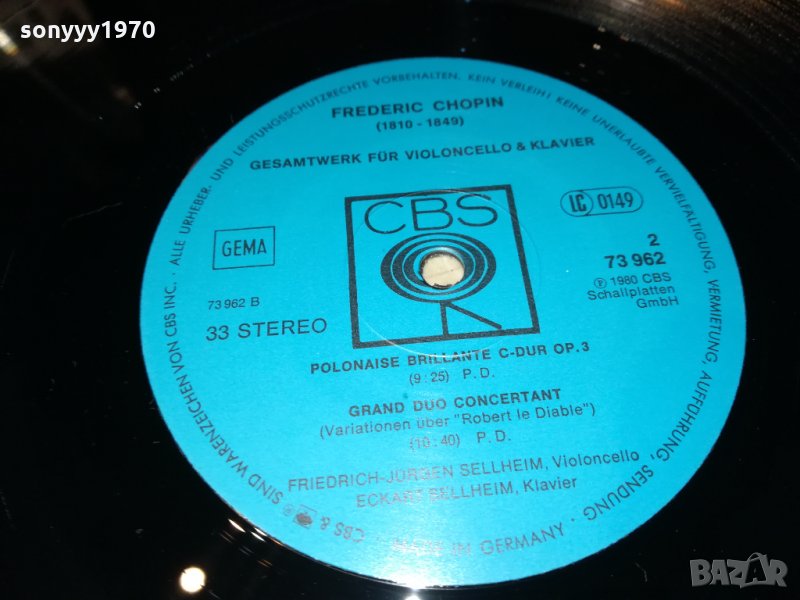 sonyyy1970
· ALLE URHEBER- UND LEISTUNGSSCHUTZRECHTE VORBEHALTEN. KEIN VERLEIH! KEINE UNERLAUBTE VERVIELFÄLTIGUNG, VERMIETUNG, AUFFÜHRUNG, SENDUNG ·
FREDERIC CHOPIN
(1810 - 1849)
GESAMTWERK FÜR VIOLONCELLO & KLAVIER
CBS
LC 0149
GEMA
2
73 962
℗ 1980 CBS
Schallplatten
GmbH
73 962 B
33 STEREO
POLONAISE BRILLANTE C-DUR OP. 3
(9:25) P.D.
GRAND DUO CONCERTANT
(Variationen über "Robert le Diable")
(10:40) P.D.
FRIEDRICH-JÜRGEN SELLHEIM, Violoncello
ECKART SELLHEIM, Klavier
CBS & SIND WARENZEICHEN VON CBS INC. ·
MADE IN GERMANY ·
BAZAR